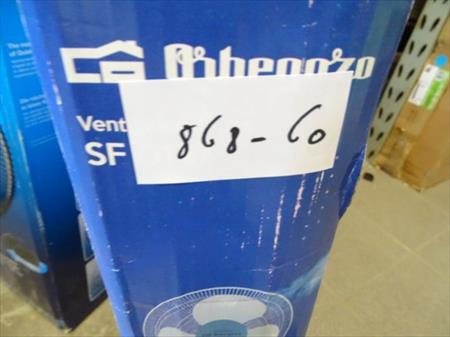 Orbegozo
Vent
SF
868-60